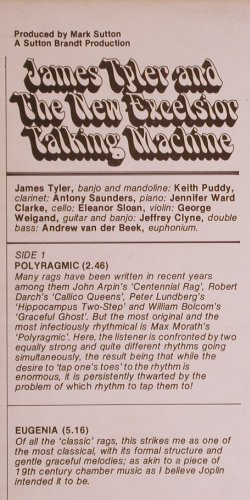 Produced by Mark Sutton
A Sutton Brandt Production
James Tyler and
The New Excelsior
Talking Machine
James Tyler, banjo and mandoline: Keith Puddy,
clarinet: Antony Saunders, piano: Jennifer Ward
Clarke, cello: Eleanor Sloan, violin: George
Weigand, guitar and banjo: Jeffrey Clyne, double
bass: Andrew van der Beek, euphonium.
SIDE 1
POLYRAGMIC (2.46)
Many rags have been written in recent years
among them John Arpin's 'Centennial Rag', Robert
Darch's 'Callico Queens', Peter Lundberg's
'Hippocampus Two-Step' and William Bolcom's
'Graceful Ghost'. But the most original and the
most infectiously rhythmical is Max Morath's
'Polyragmic'. Here, the listener is confronted by two
equally strong and quite different rhythms going
simultaneously, the result being that while the
desire to 'tap one's toes' to the rhythm is
enormous, it is persistently thwarted by the
problem of which rhythm to tap them to!
EUGENIA (5.16)
Of all the 'classic' rags, this strikes me as one of
the most classical, with its formal structure and
gentle graceful melodies; as akin to a piece of
19th century chamber music as I believe Joplin
intended it to be.